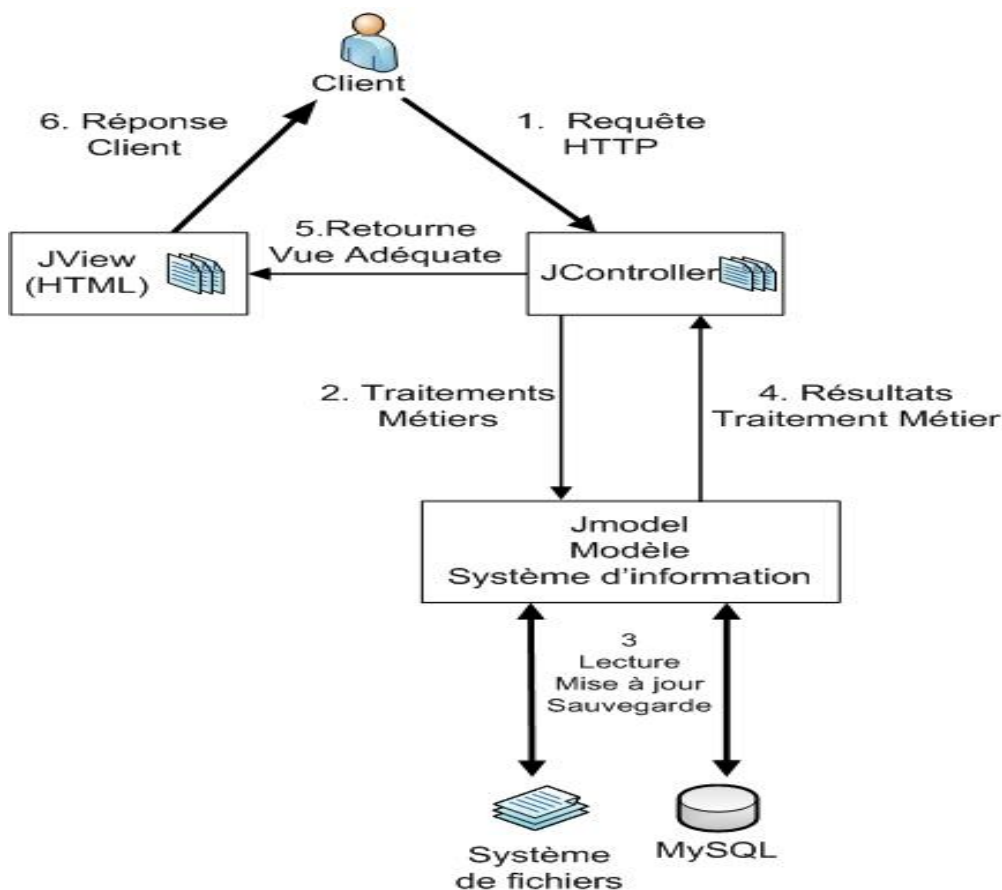 Client
6. Réponse
Client
1. Requête
HTTP
5.Retourne
Vue Adéquate
JView
(HTML)
JController
2. Traitements
Métiers
4. Résultats
Traitement Métier
Jmodel
Modèle
Système d'information
3
Lecture
Mise à jour
Sauvegarde
Système
de fichiers
MySQL